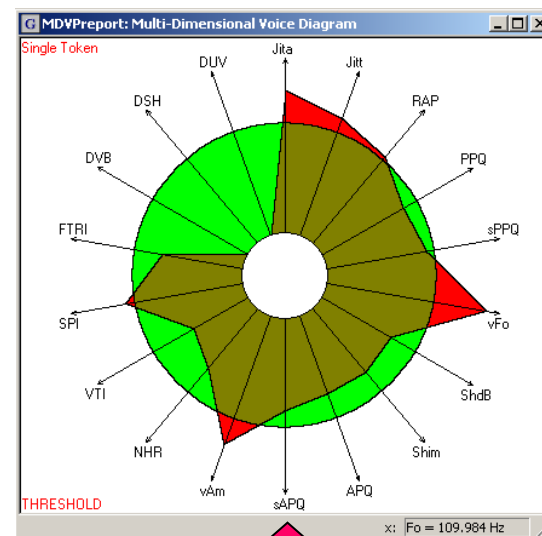 G MDVPreport: Multi-Dimensional Voice Diagram
Single Token
Jita
DUV
Jitt
DSH
RAP
DVB
PPQ
FTRI
sPPQ
SPI
vFo
VTI
ShdB
NHR
Shim
vAm
APQ
sAPQ
THRESHOLD
x: Fo = 109.984 Hz